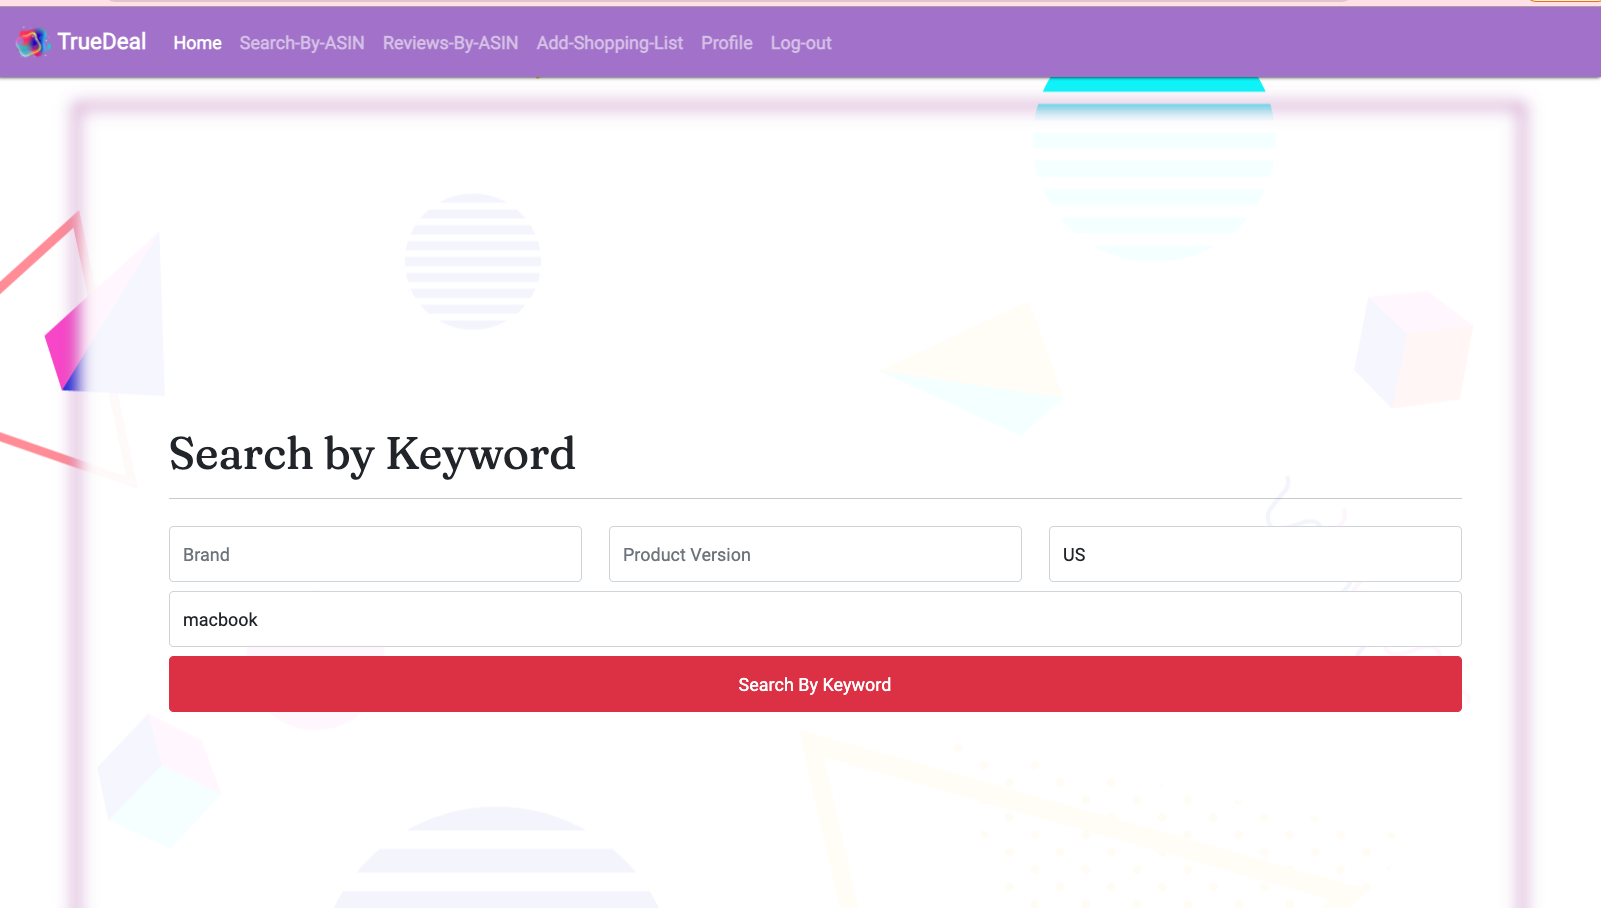 TrueDeal Home Search-By-ASIN Reviews-By-ASIN Add-Shopping-List Profile Log-out
Search by Keyword
Brand Product Version US
macbook
Search By Keyword